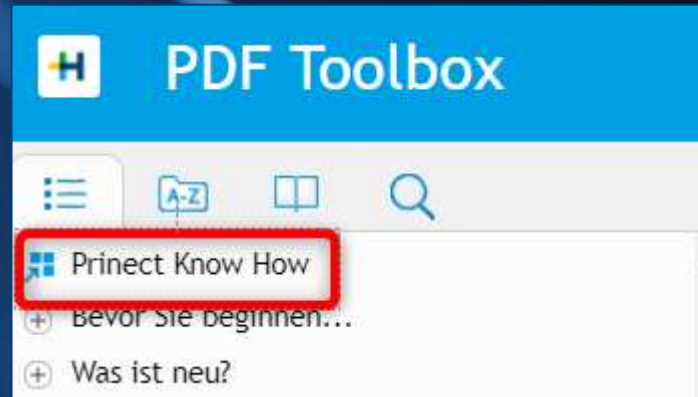 H PDF Toolbox
A-Z
Prinect Know How
Bevor Sie beginnen...
Was ist neu?